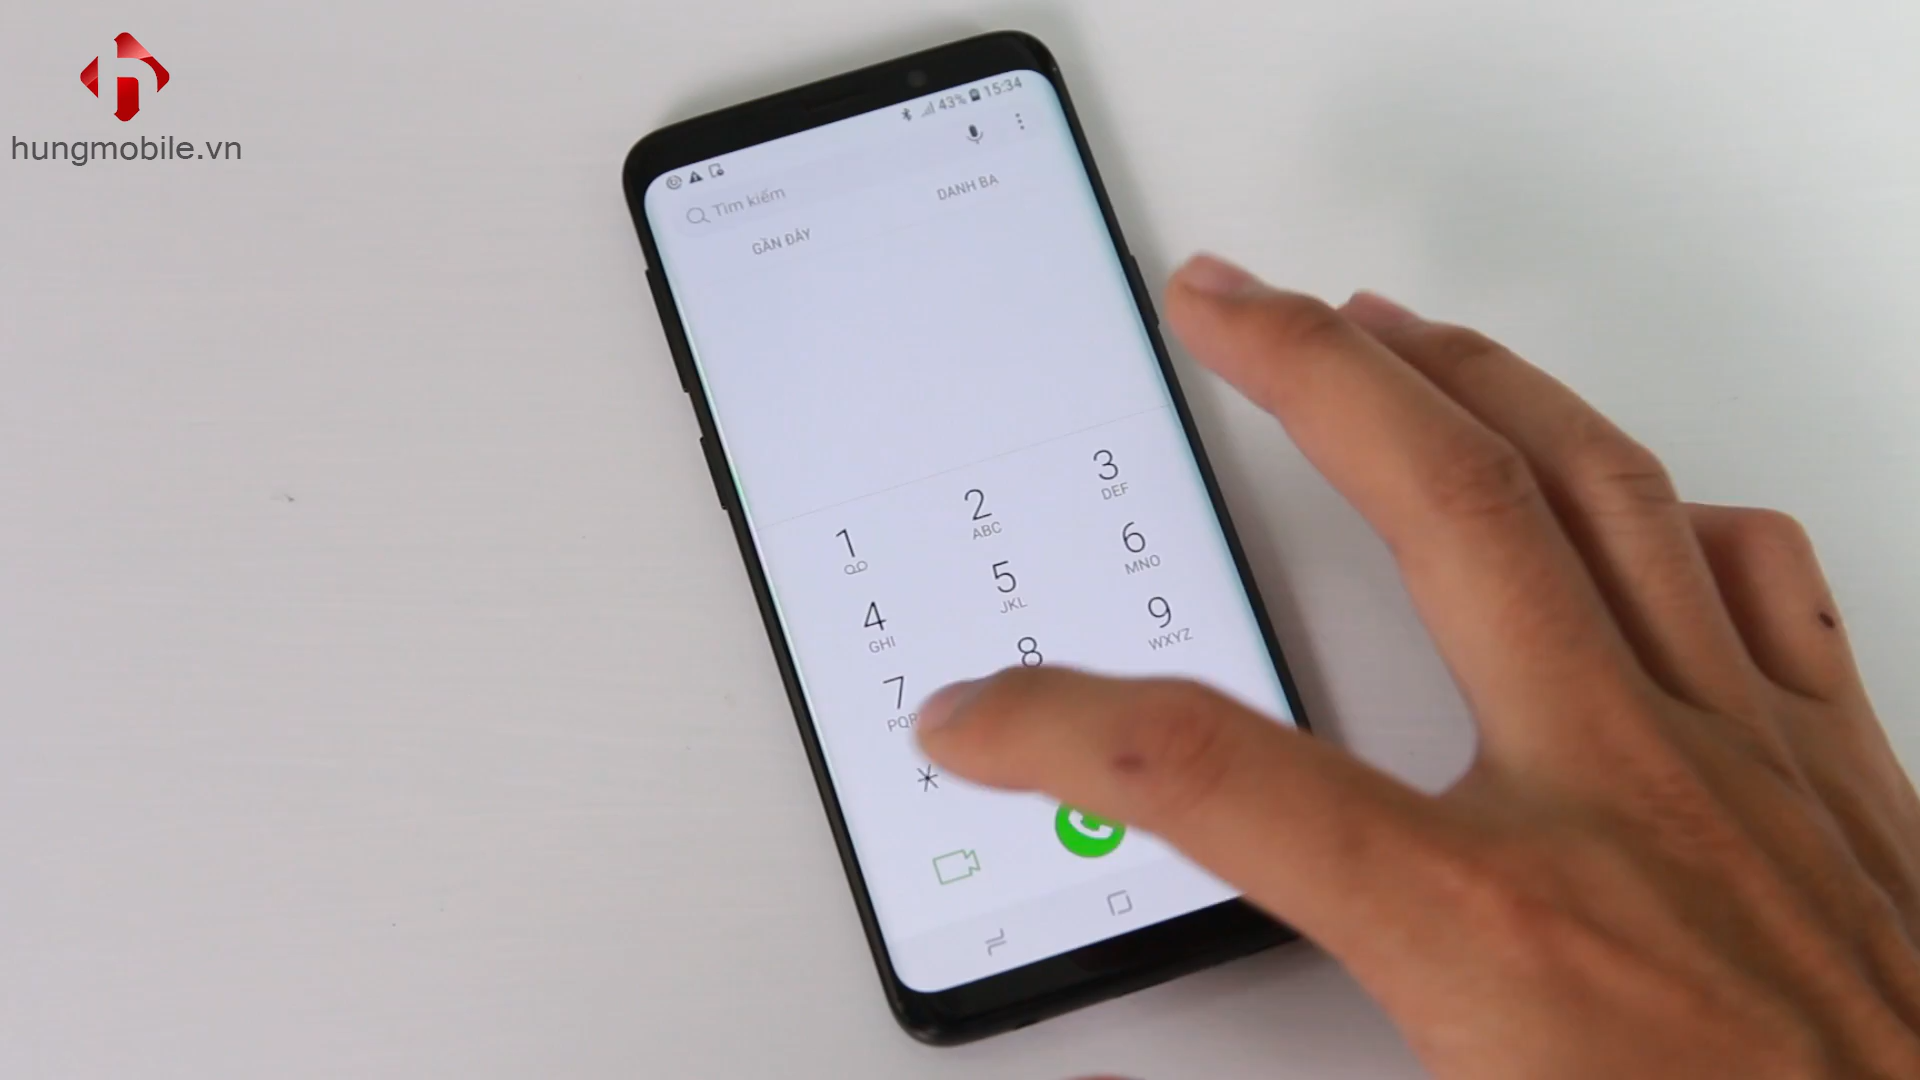 hungmobile.vn
43% 15:34
Tìm kiếm
GẦN ĐÂY
DANH BẠ
1
2
ABC
3
DEF
4
GHI
5
JKL
6
MNO
7
8
9
WXYZ
*